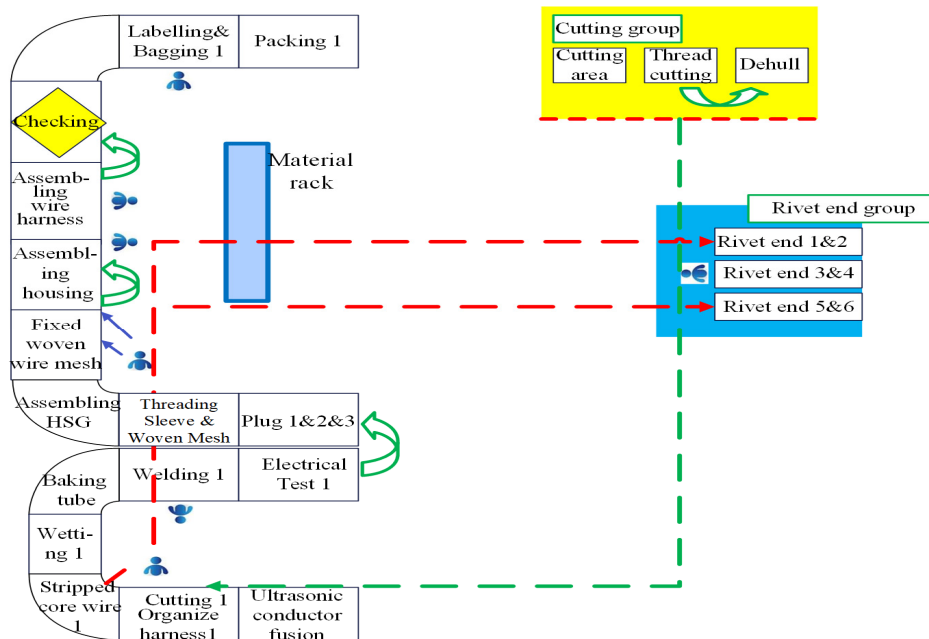 Labelling&
Bagging 1
Packing 1
Cutting group
Cutting
area
Thread
cutting
Dehull
Checking
Material
rack
Assemb-
ling
wire
harness
Rivet end group
Rivet end 1&2
Rivet end 3&4
Rivet end 5&6
Assembl-
ing
housing
Fixed
woven
wire mesh
Assembling
HSG
Threading
Sleeve &
Woven Mesh
Plug 1&2&3
Baking
tube
Welding 1
Electrical
Test 1
Wetti-
ng 1
Stripped
core wire
1
Cutting 1
Organize
harness1
Ultrasonic
conductor
fusion